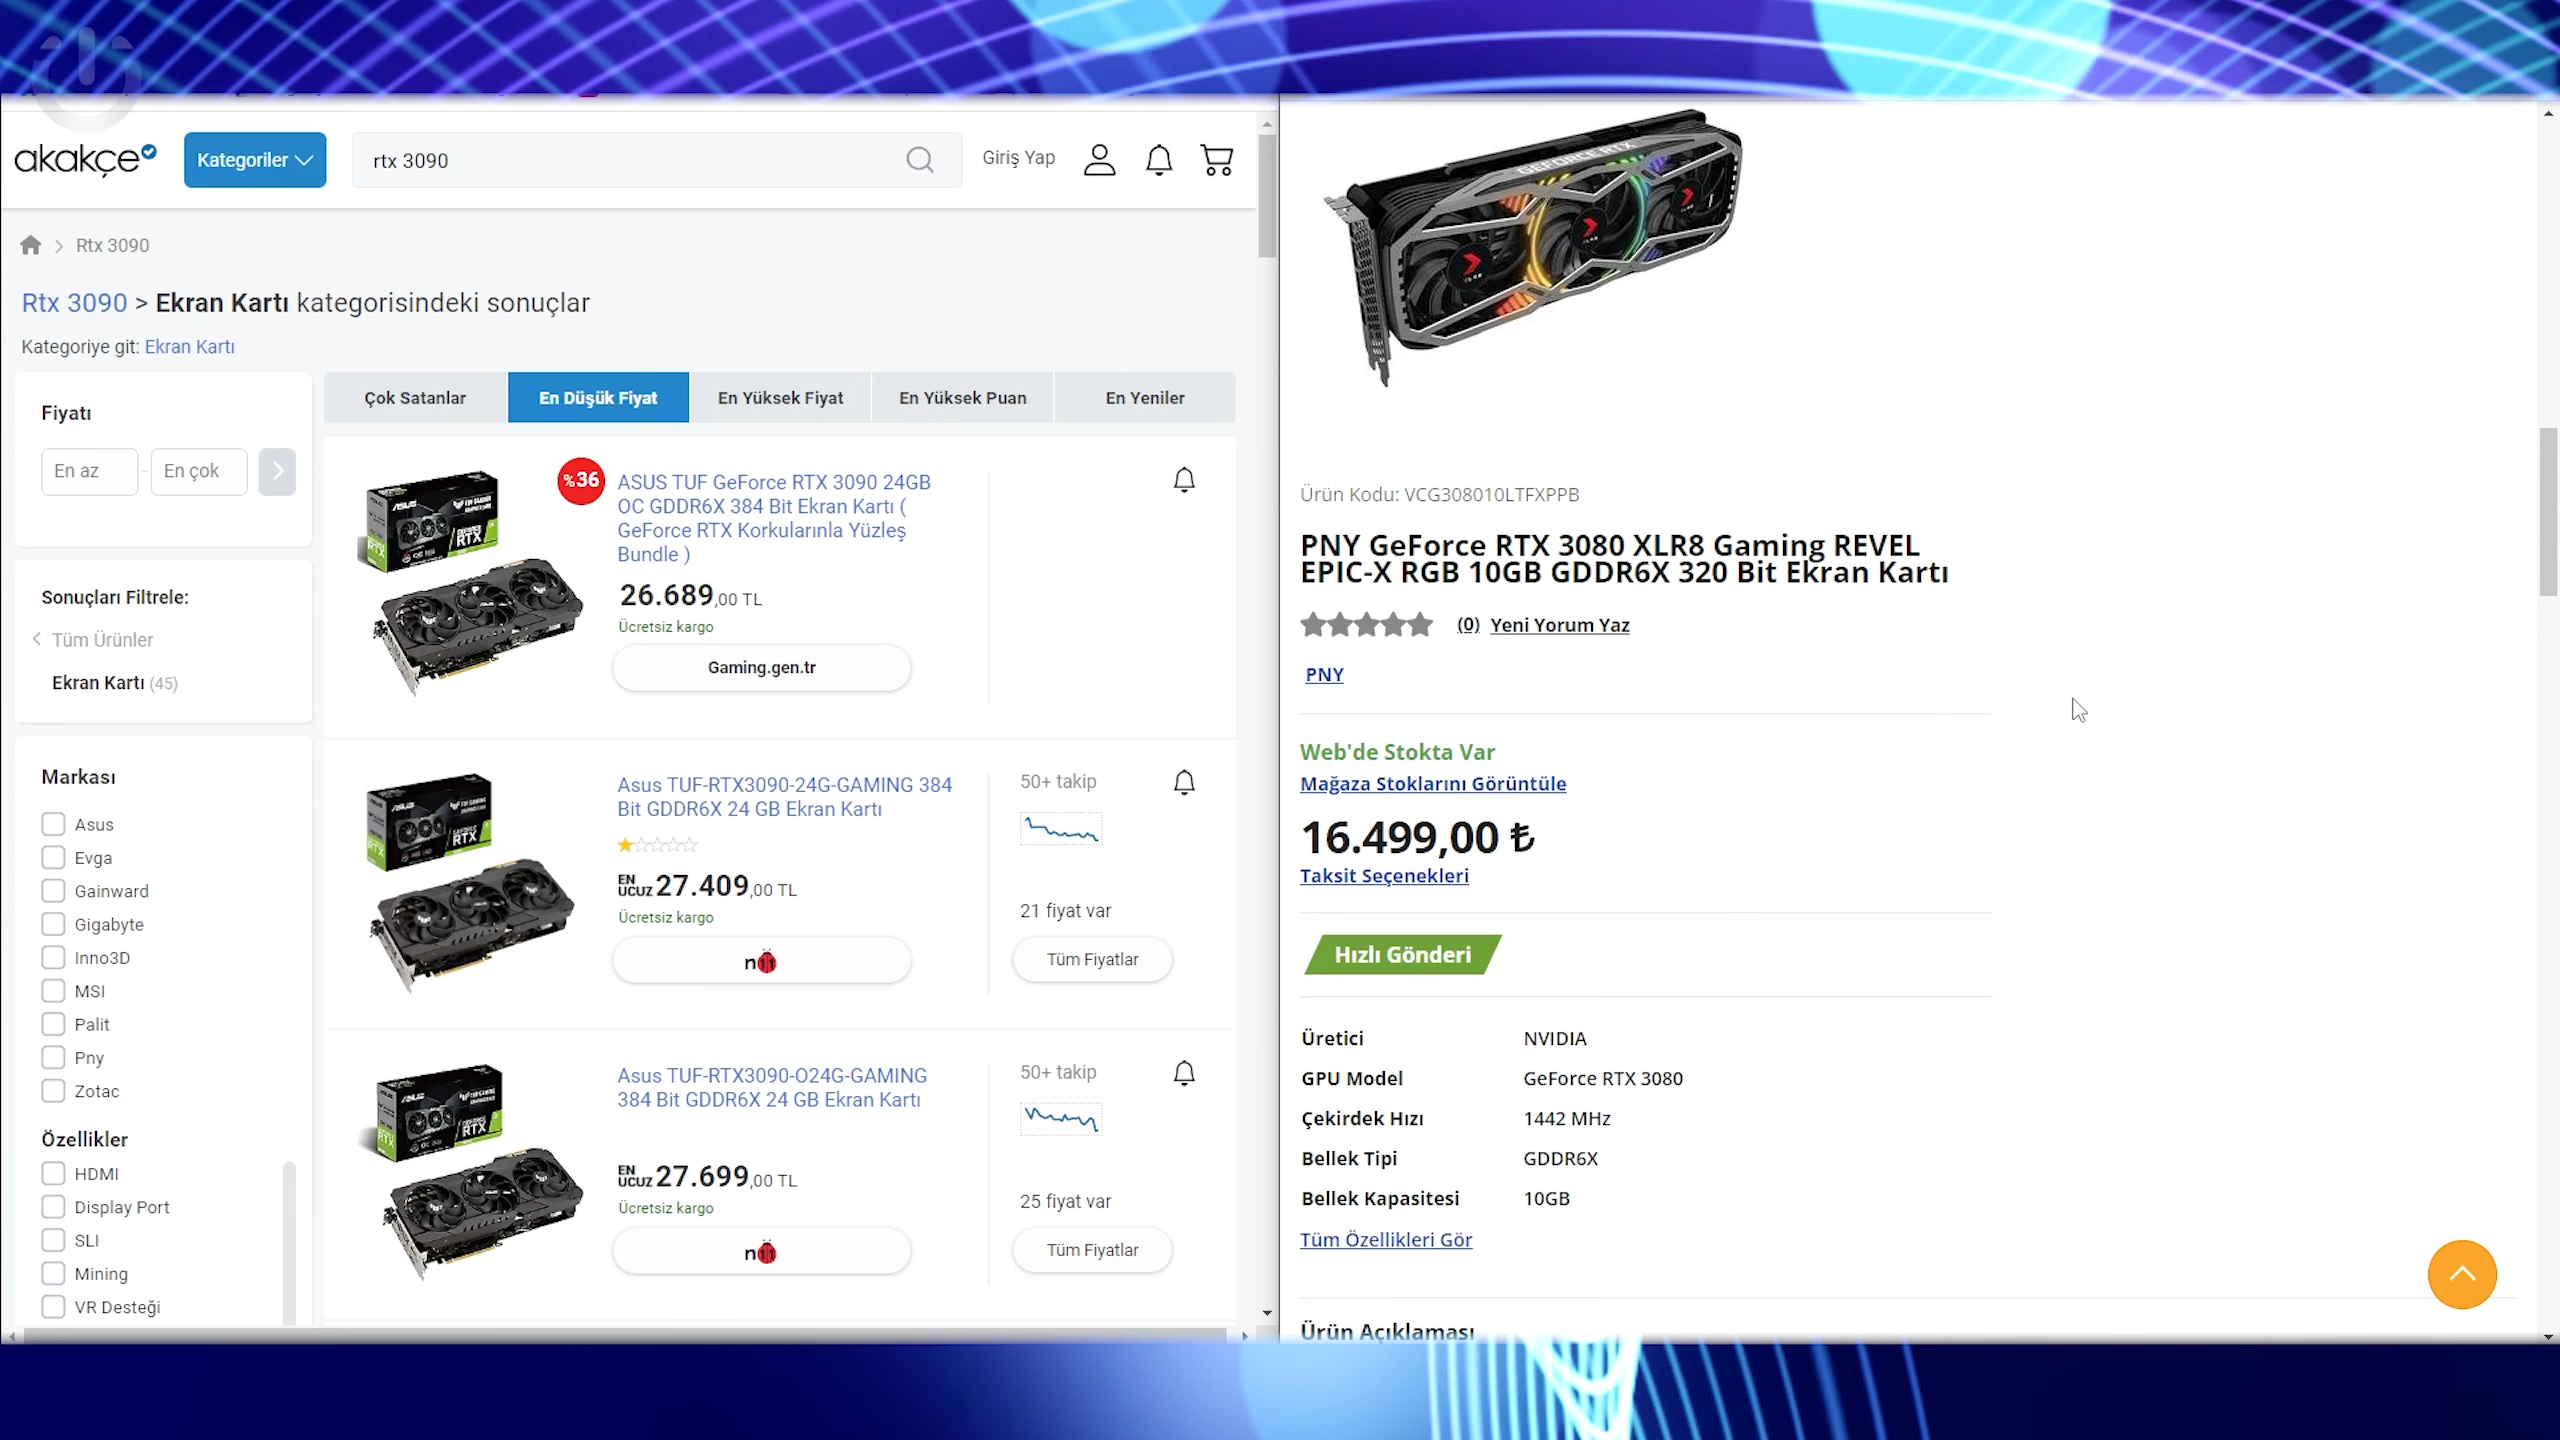 akakçe
Kategoriler
rtx 3090
Giriş Yap
Rtx 3090
Rtx 3090 > Ekran Kartı kategorisindeki sonuçlar
Kategoriye git: Ekran Kartı
Fiyatı
En az - En çok
Sonuçları Filtrele:
Tüm Ürünler
Ekran Kartı (45)
Markası
Asus
Evga
Gainward
Gigabyte
Inno3D
MSI
Palit
Pny
Zotac
Özellikler
HDMI
Display Port
SLI
Mining
VR Desteği
Çok Satanlar
En Düşük Fiyat
En Yüksek Fiyat
En Yüksek Puan
En Yeniler
%36
ASUS TUF GeForce RTX 3090 24GB
OC GDDR6X 384 Bit Ekran Kartı (
GeForce RTX Korkularınla Yüzleş
Bundle )
26.689,00 TL
Ücretsiz kargo
Gaming.gen.tr
Asus TUF-RTX3090-24G-GAMING 384
Bit GDDR6X 24 GB Ekran Kartı
EN UCUZ 27.409,00 TL
Ücretsiz kargo
n11
50+ takip
21 fiyat var
Tüm Fiyatlar
Asus TUF-RTX3090-O24G-GAMING
384 Bit GDDR6X 24 GB Ekran Kartı
EN UCUZ 27.699,00 TL
Ücretsiz kargo
n11
50+ takip
25 fiyat var
Tüm Fiyatlar
GEFORCE RTX
Ürün Kodu: VCG308010LTFXPPB
PNY GeForce RTX 3080 XLR8 Gaming REVEL
EPIC-X RGB 10GB GDDR6X 320 Bit Ekran Kartı
(0) Yeni Yorum Yaz
PNY
Web'de Stokta Var
Mağaza Stoklarını Görüntüle
16.499,00 ₺
Taksit Seçenekleri
Hızlı Gönderi
Üretici NVIDIA
GPU Model GeForce RTX 3080
Çekirdek Hızı 1442 MHz
Bellek Tipi GDDR6X
Bellek Kapasitesi 10GB
Tüm Özellikleri Gör
Ürün Açıklaması